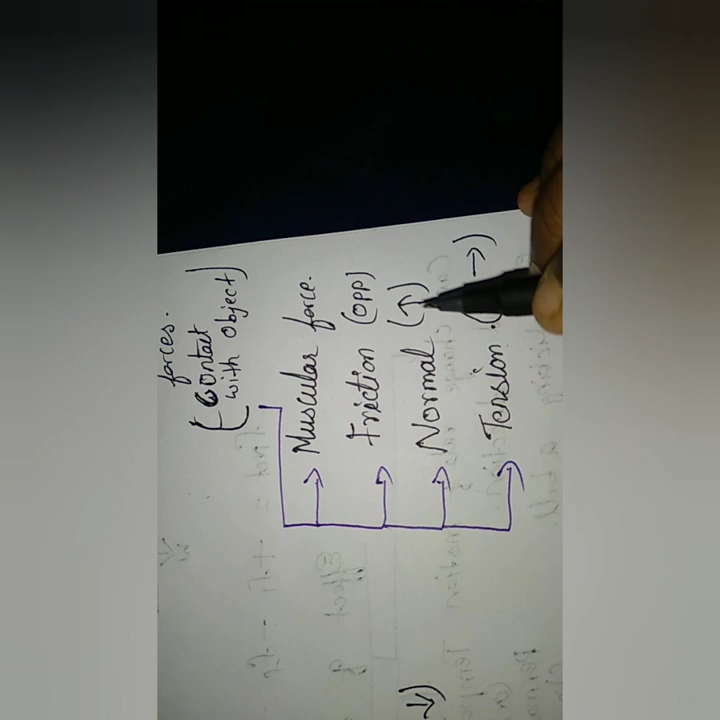 forces.
(Contact
with object)
Muscular force.
Friction (opp)
Normal (↑)
Tension.( →)
↓)